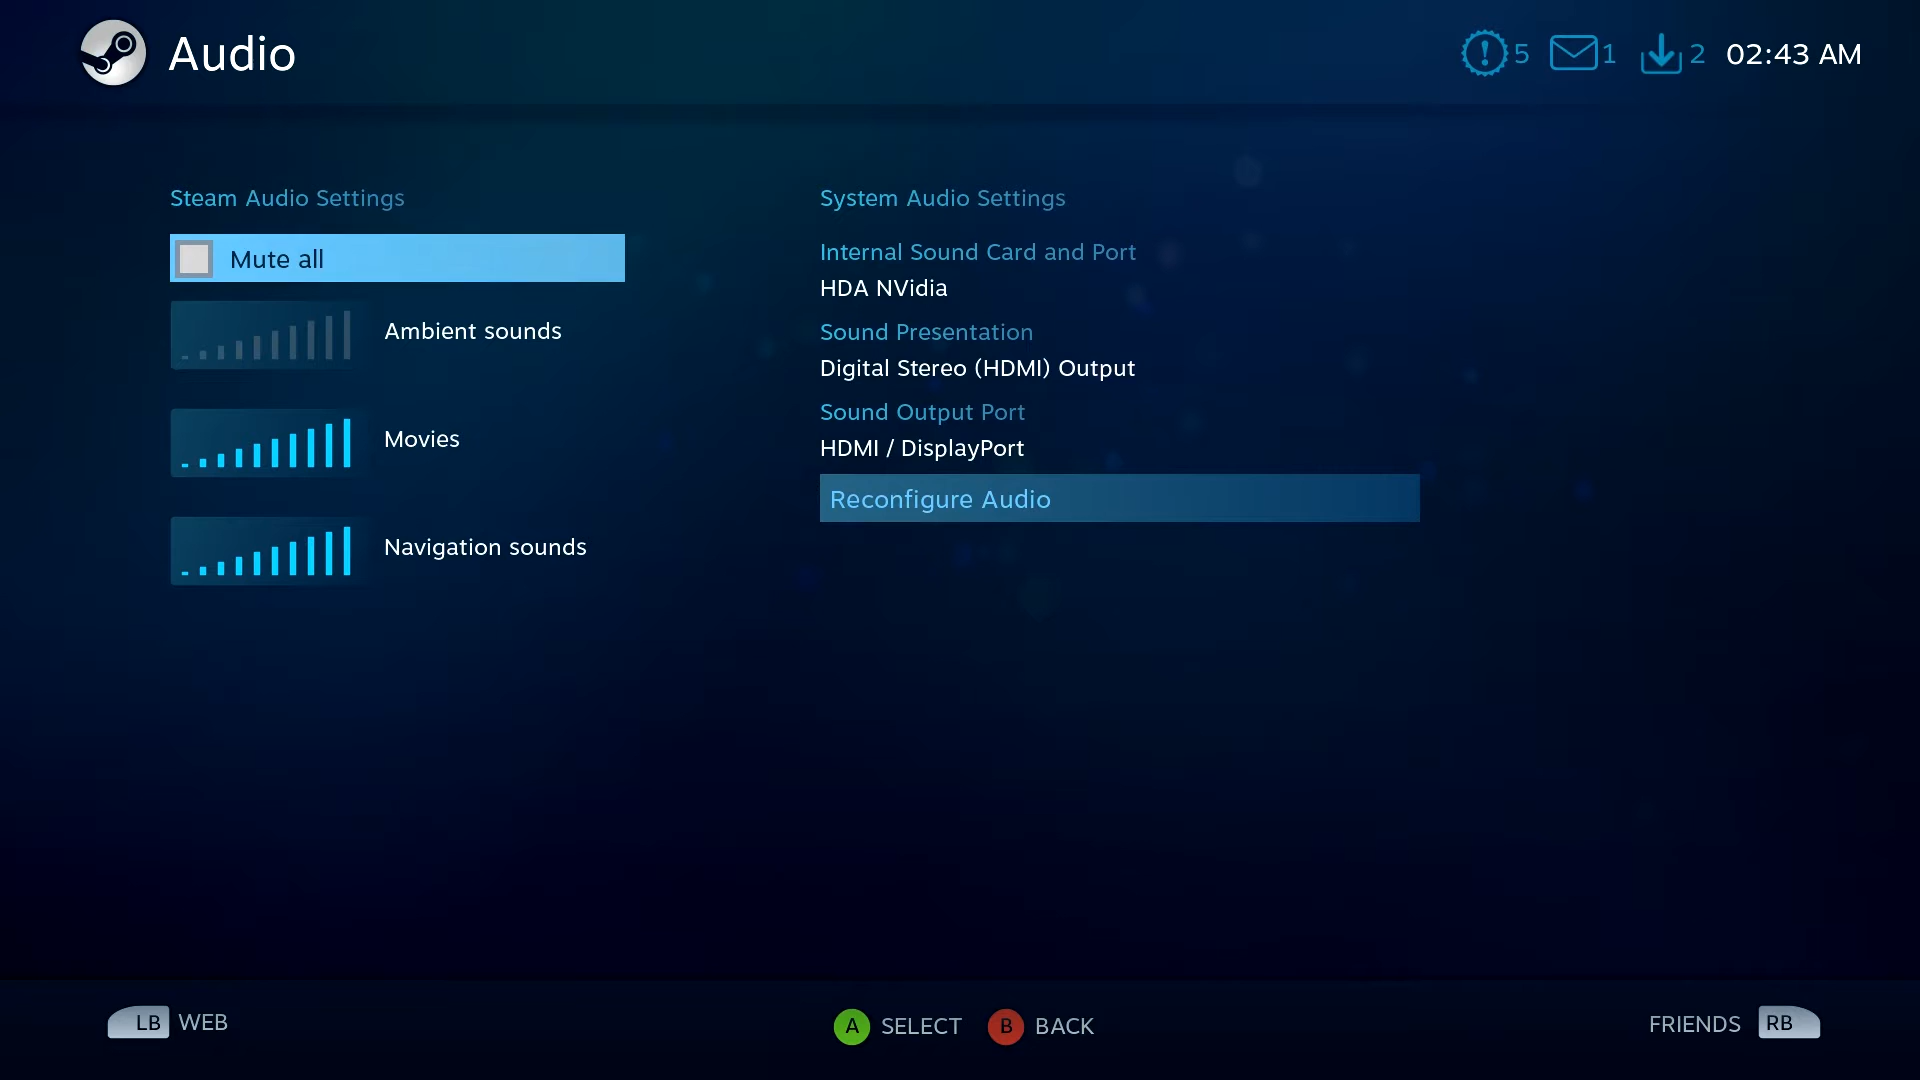 Audio
5
1
2
02:43 AM
Steam Audio Settings
Mute all
Ambient sounds
Movies
Navigation sounds
System Audio Settings
Internal Sound Card and Port
HDA NVidia
Sound Presentation
Digital Stereo (HDMI) Output
Sound Output Port
HDMI / DisplayPort
Reconfigure Audio
LB WEB
A SELECT
B BACK
FRIENDS RB